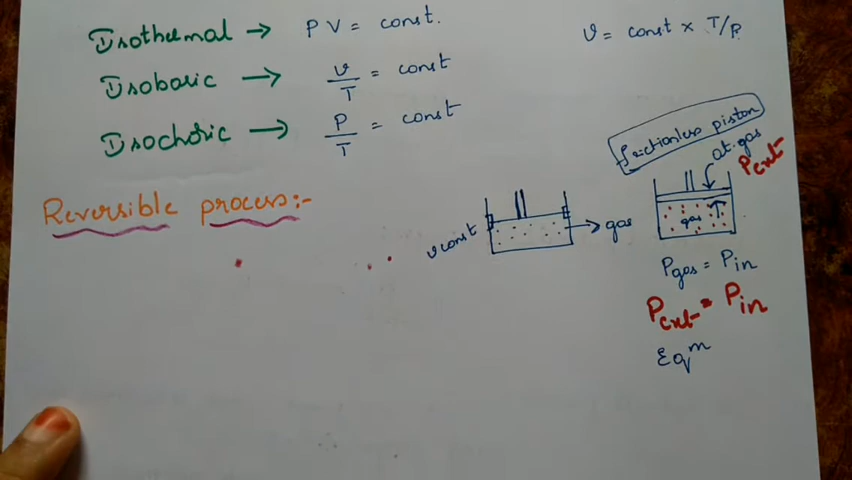 Isothermal → PV = const.
v = const × T/P
Isobaric → v/T = const
Isochoric → P/T = const
frictionless piston
at. gas
Pext
Reversible process:-
v const
gas
gas
Pgas = Pin
Pext = Pin
Eqm